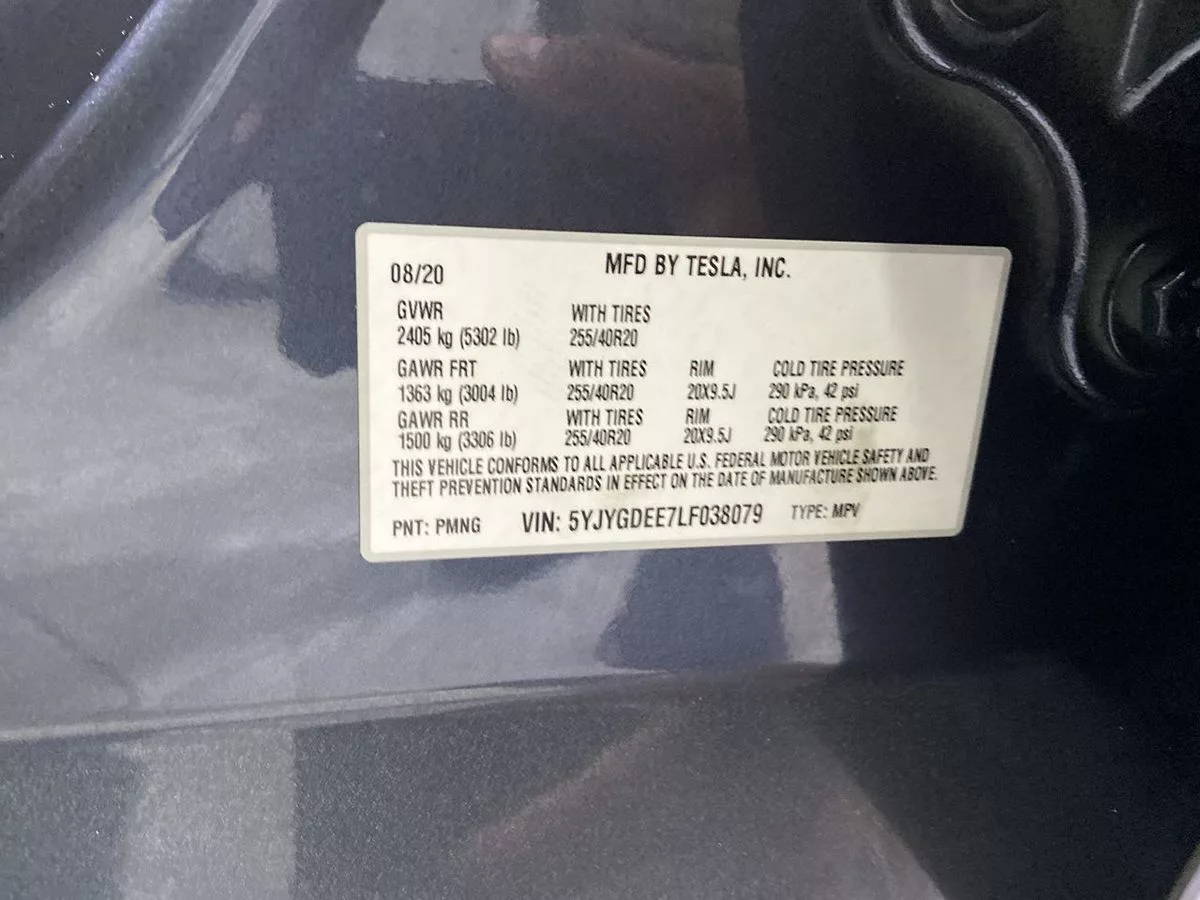 08/20 MFD BY TESLA, INC.
GVWR WITH TIRES
2405 kg (5302 lb) 255/40R20
GAWR FRT WITH TIRES RIM COLD TIRE PRESSURE
1363 kg (3004 lb) 255/40R20 20X9.5J 290 kPa, 42 psi
GAWR RR WITH TIRES RIM COLD TIRE PRESSURE
1500 kg (3306 lb) 255/40R20 20X9.5J 290 kPa, 42 psi
THIS VEHICLE CONFORMS TO ALL APPLICABLE U.S. FEDERAL MOTOR VEHICLE SAFETY AND
THEFT PREVENTION STANDARDS IN EFFECT ON THE DATE OF MANUFACTURE SHOWN ABOVE.
PNT: PMNG VIN: 5YJYGDEE7LF038079 TYPE: MPV